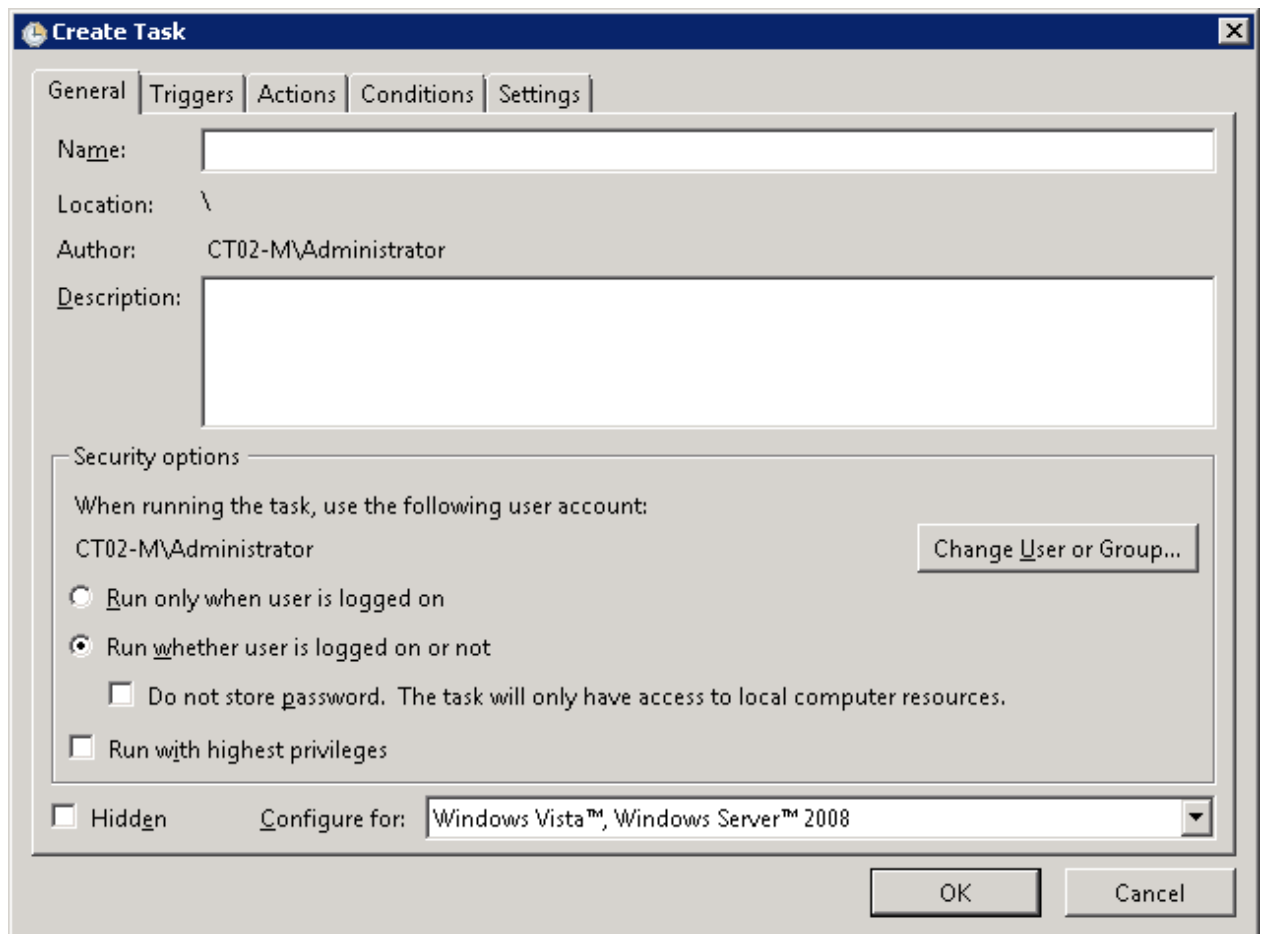 Create Task
General Triggers Actions Conditions Settings
Name:
Location: \
Author: CT02-M\Administrator
Description:
Security options
When running the task, use the following user account:
CT02-M\Administrator Change User or Group...
Run only when user is logged on
Run whether user is logged on or not
Do not store password. The task will only have access to local computer resources.
Run with highest privileges
Hidden Configure for: Windows Vista™, Windows Server™ 2008
OK Cancel